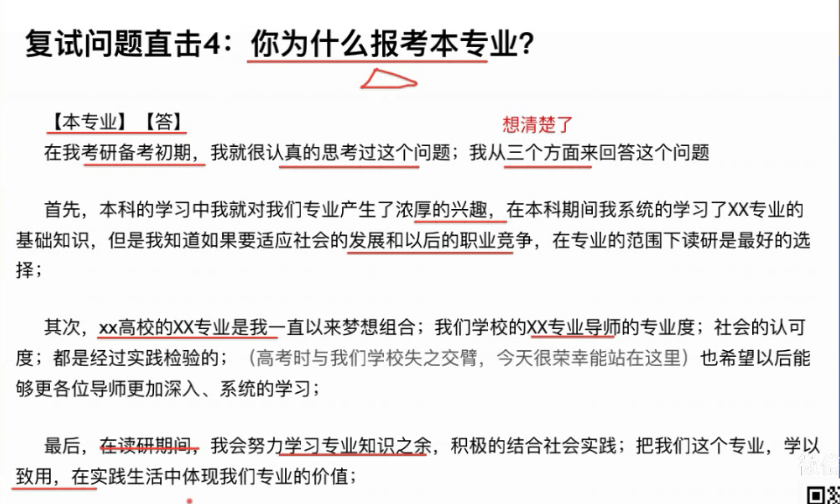 复试问题直击4：你为什么报考本专业？
【本专业】【答】
想清楚了
在我考研备考初期，我就很认真的思考过这个问题；我从三个方面来回答这个问题
首先，本科的学习中我就对我们专业产生了浓厚的兴趣，在本科期间我系统的学习了XX专业的
基础知识，但是我知道如果要适应社会的发展和以后的职业竞争，在专业的范围下读研是最好的选
择；
其次，xx高校的XX专业是我一直以来梦想组合；我们学校的XX专业导师的专业度；社会的认可
度；都是经过实践检验的；（高考时与我们学校失之交臂，今天很荣幸能站在这里）也希望以后能
够更各位导师更加深入、系统的学习；
最后，在读研期间，我会努力学习专业知识之余，积极的结合社会实践；把我们这个专业，学以
致用，在实践生活中体现我们专业的价值；